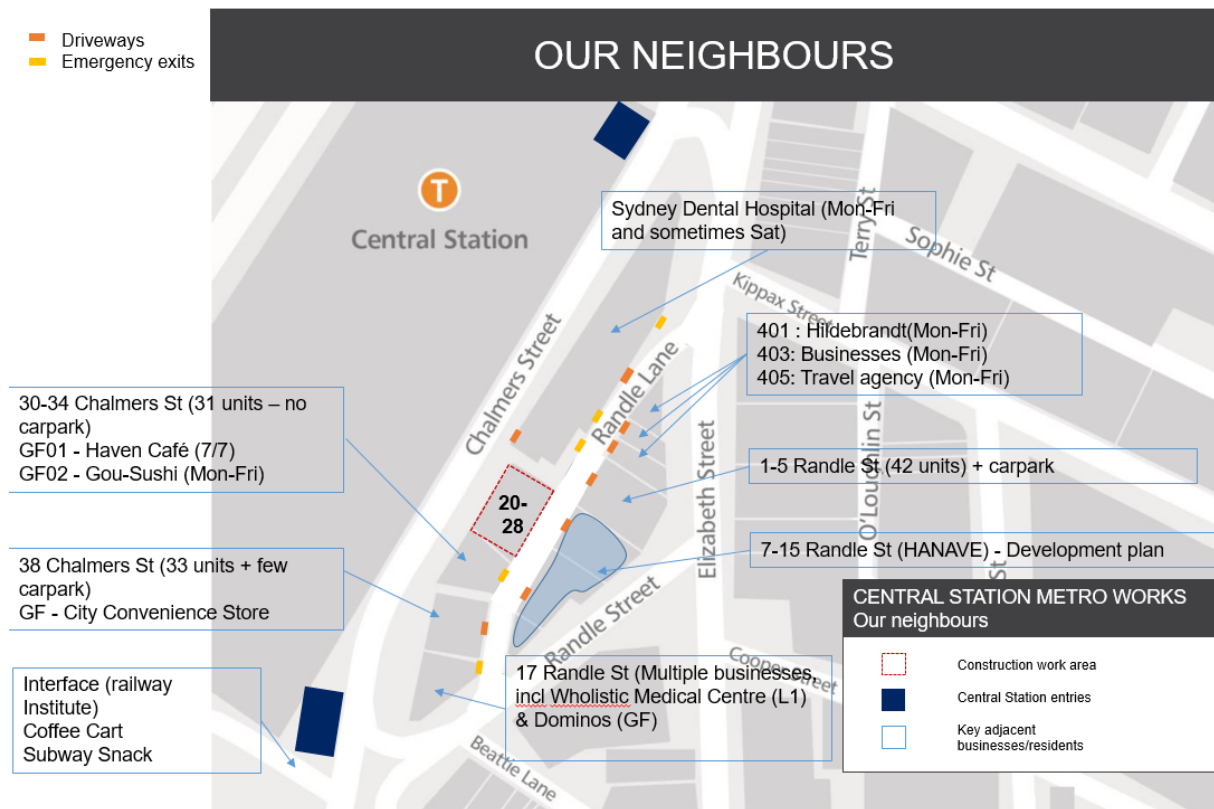 Driveways
Emergency exits
OUR NEIGHBOURS
T
Central Station
Sydney Dental Hospital (Mon-Fri
and sometimes Sat)
Terry St
Sophie St
Kippax Street
401 : Hildebrandt(Mon-Fri)
403: Businesses (Mon-Fri)
405: Travel agency (Mon-Fri)
Chalmers Street
Randle Lane
Elizabeth Street
O'Loughlin St
30-34 Chalmers St (31 units – no
carpark)
GF01 - Haven Café (7/7)
GF02 - Gou-Sushi (Mon-Fri)
1-5 Randle St (42 units) + carpark
20-
28
7-15 Randle St (HANAVE) - Development plan
38 Chalmers St (33 units + few
carpark)
GF - City Convenience Store
St
Randle Street
Cooper Street
17 Randle St (Multiple businesses,
incl Wholistic Medical Centre (L1)
& Dominos (GF)
Interface (railway
Institute)
Coffee Cart
Subway Snack
Beattie Lane
CENTRAL STATION METRO WORKS
Our neighbours
Construction work area
Central Station entries
Key adjacent
businesses/residents